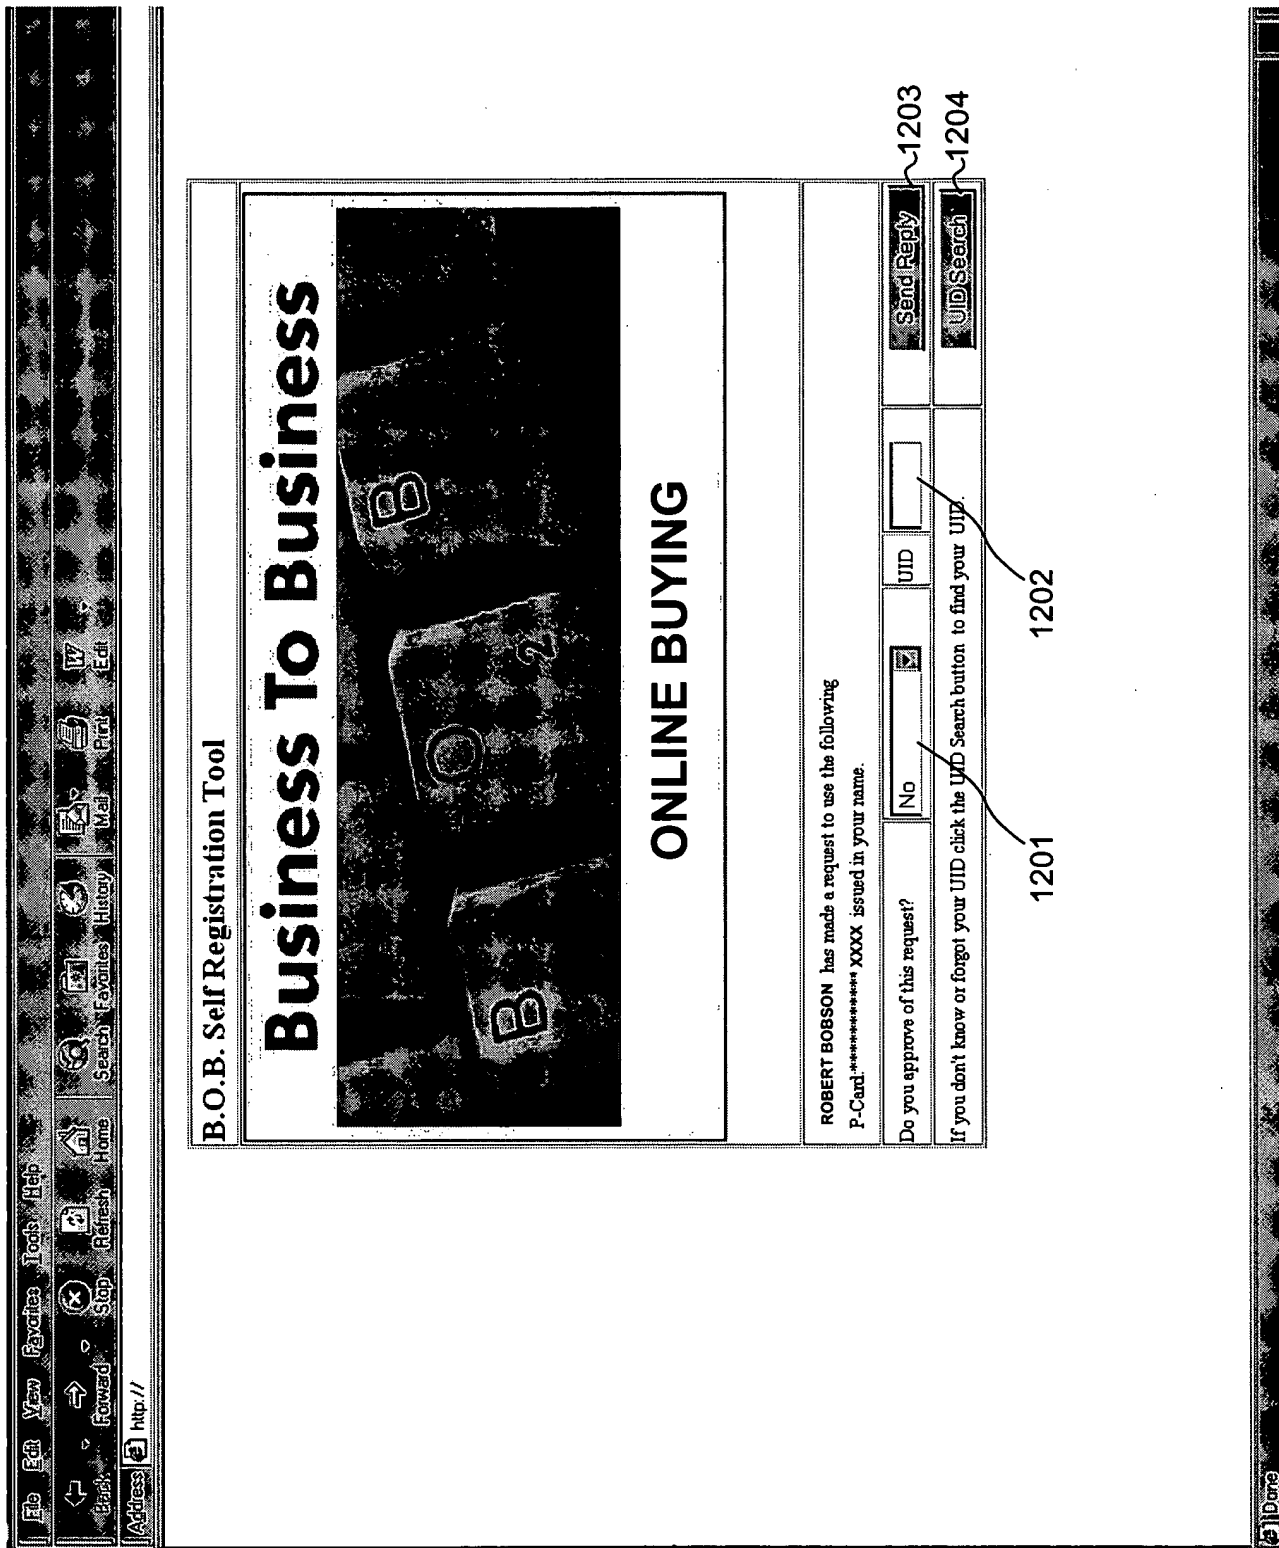 File Edit View Favorites Tools Help
Back Forward Stop Refresh Home Search Favorites History Mail Print Edit
Address http://
B.O.B. Self Registration Tool
Business To Business
B O 2 B
ONLINE BUYING
ROBERT BOBSON has made a request to use the following
P-Card:************ XXXX issued in your name.
Do you approve of this request? No UID Send Reply 1203
If you don't know or forgot your UID click the UID Search button to find your UID. UID Search 1204
1201 1202
Done